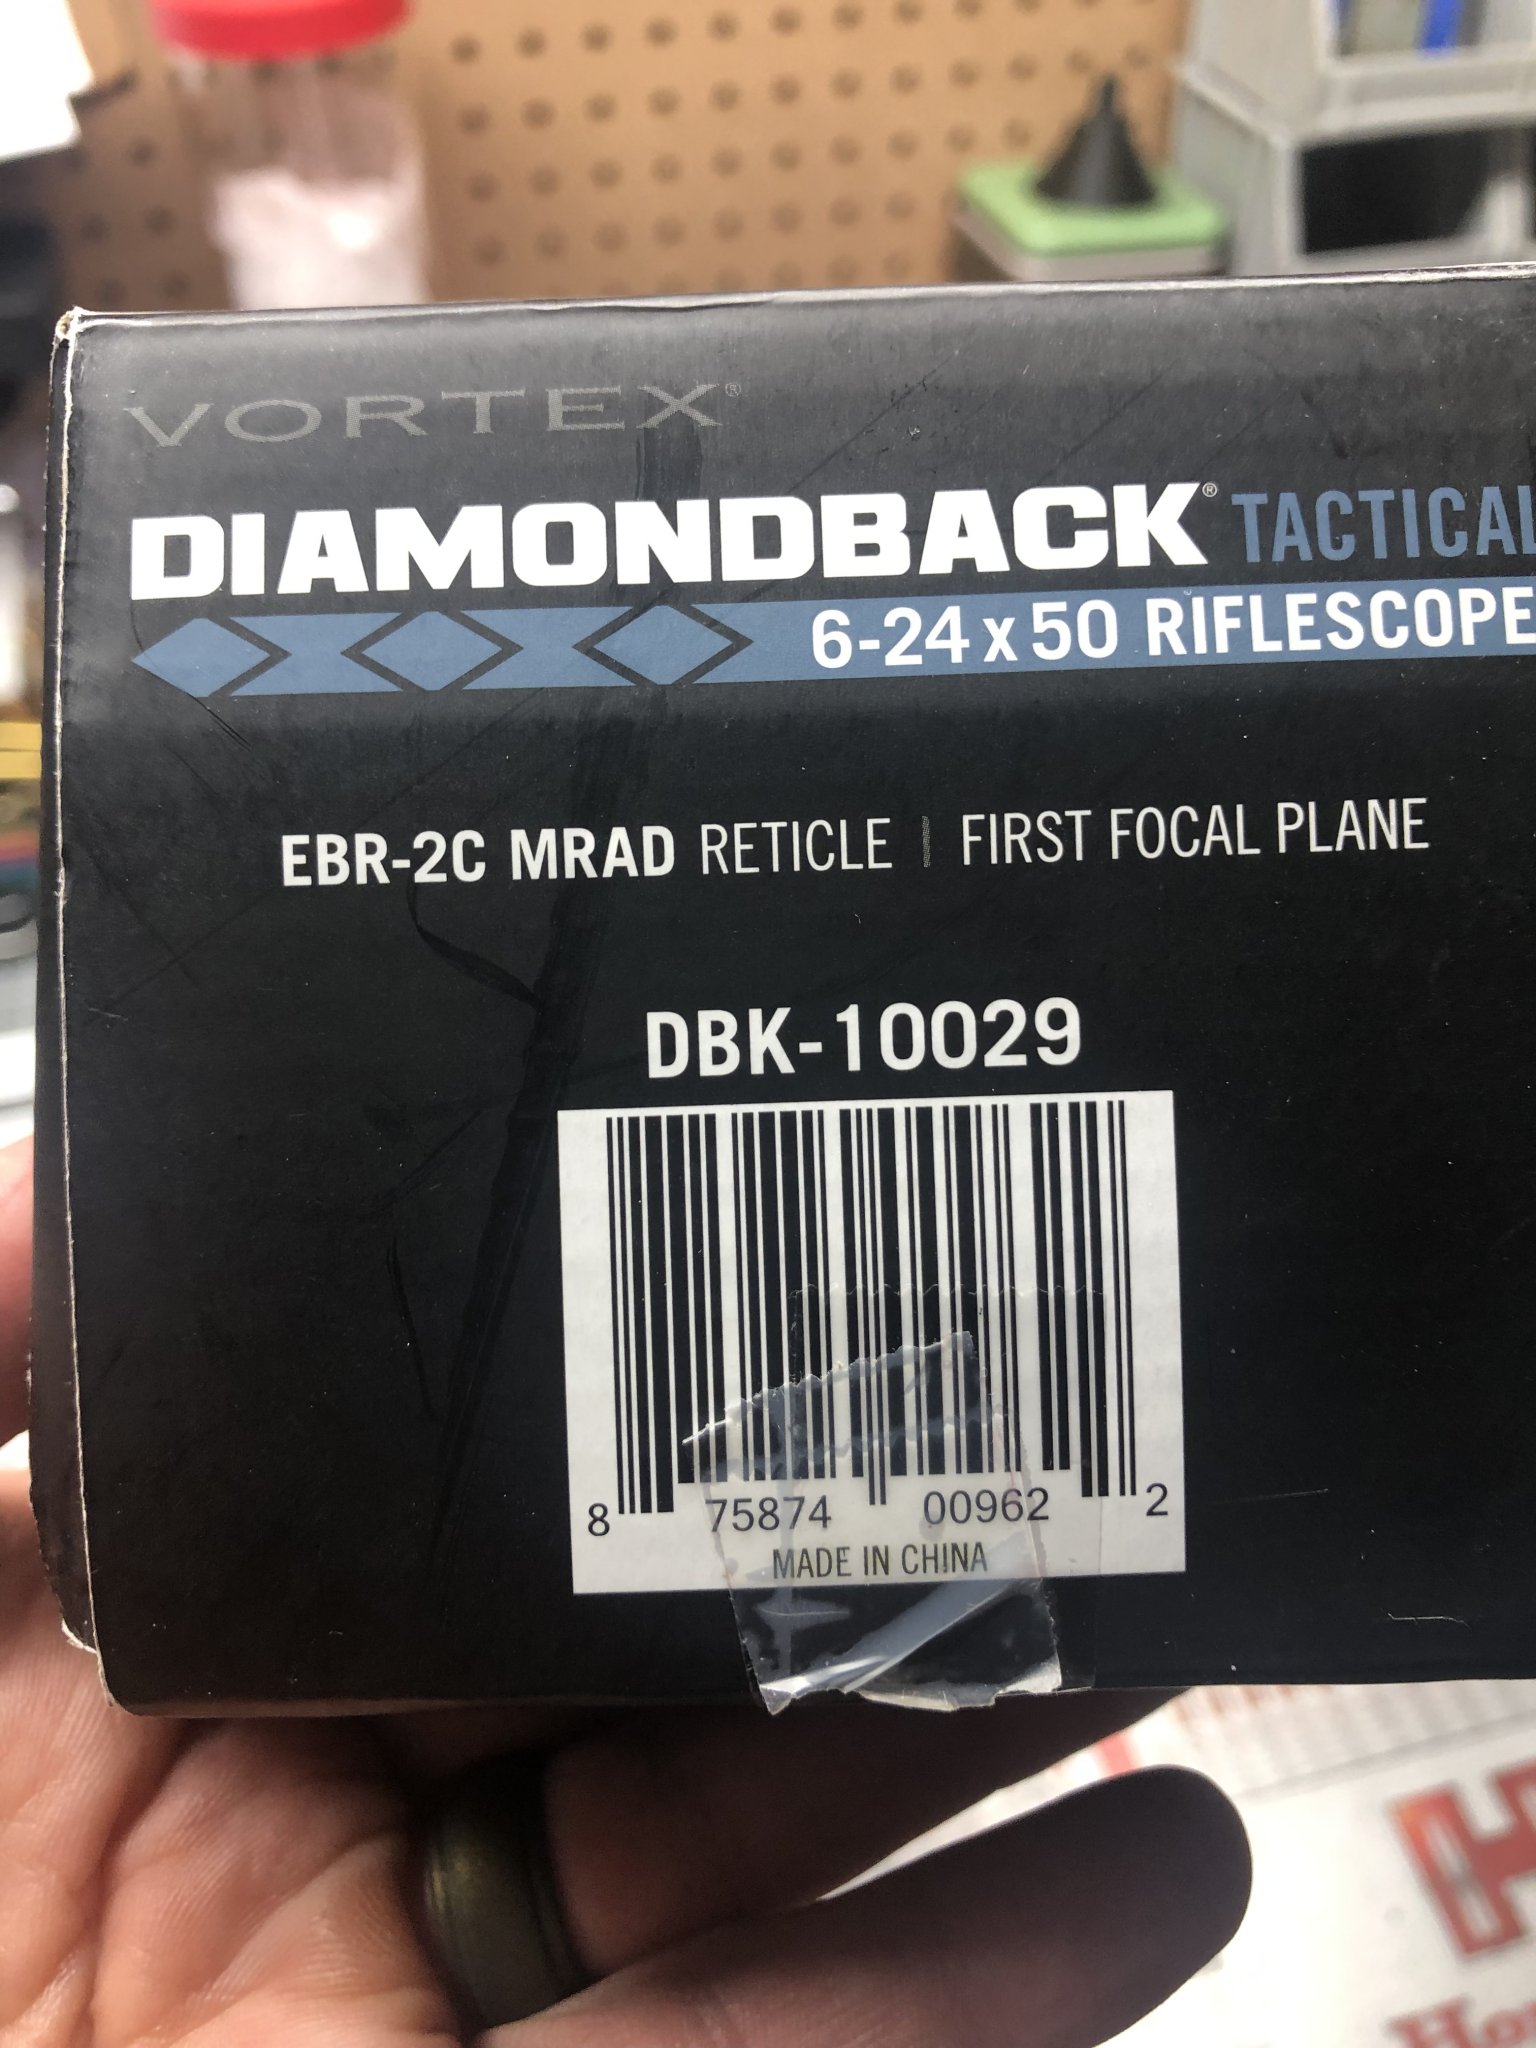 VORTEX®
DIAMONDBACK® TACTICAL
6-24 x 50 RIFLESCOPE
EBR-2C MRAD RETICLE | FIRST FOCAL PLANE
DBK-10029
8 75874 00962 2
MADE IN CHINA
H